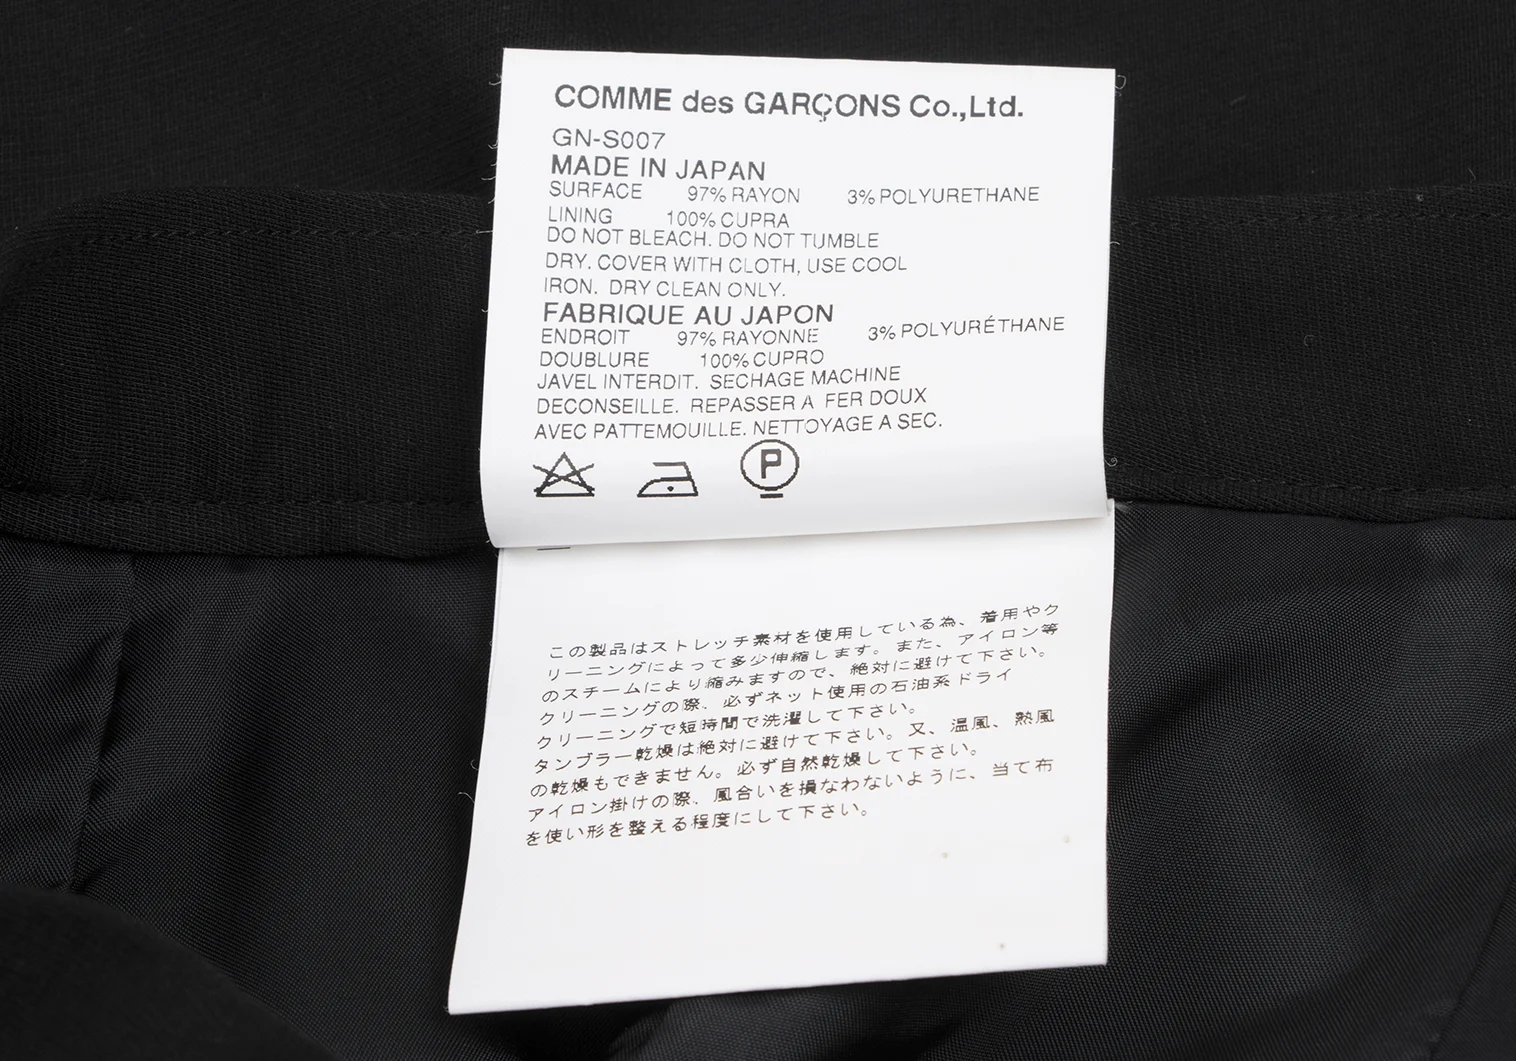 COMME des GARÇONS Co.,Ltd.
GN-S007
MADE IN JAPAN
SURFACE 97% RAYON 3% POLYURETHANE
LINING 100% CUPRA
DO NOT BLEACH. DO NOT TUMBLE
DRY. COVER WITH CLOTH, USE COOL
IRON. DRY CLEAN ONLY.
FABRIQUE AU JAPON
ENDROIT 97% RAYONNE 3% POLYURÉTHANE
DOUBLURE 100% CUPRO
JAVEL INTERDIT. SECHAGE MACHINE
DECONSEILLE. REPASSER A FER DOUX
AVEC PATTEMOUILLE. NETTOYAGE A SEC.
P
この製品はストレッチ素材を使用している為、着用やク
リーニングによって多少伸縮します。また、アイロン等
のスチームにより縮みますので、絶対に避けて下さい。
クリーニングの際、必ずネット使用の石油系ドライ
クリーニングで短時間で洗濯して下さい。
タンブラー乾燥は絶対に避けて下さい。又、温風、熱風
の乾燥もできません。必ず自然乾燥して下さい。
アイロン掛けの際、風合いを損なわないように、当て布
を使い形を整える程度にして下さい。